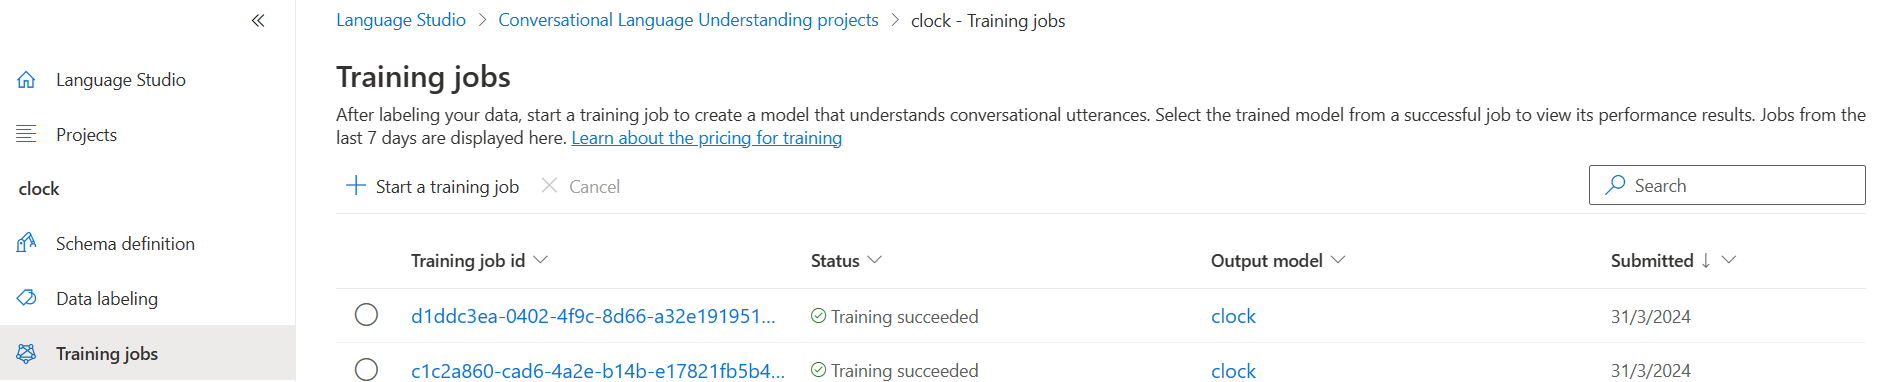 Language Studio > Conversational Language Understanding projects > clock - Training jobs
Language Studio
Projects
clock
Schema definition
Data labeling
Training jobs
Training jobs
After labeling your data, start a training job to create a model that understands conversational utterances. Select the trained model from a successful job to view its performance results. Jobs from the
last 7 days are displayed here. Learn about the pricing for training
Start a training job Cancel
Search
Training job id Status Output model Submitted
d1ddc3ea-0402-4f9c-8d66-a32e191951... Training succeeded clock 31/3/2024
c1c2a860-cad6-4a2e-b14b-e17821fb5b4... Training succeeded clock 31/3/2024